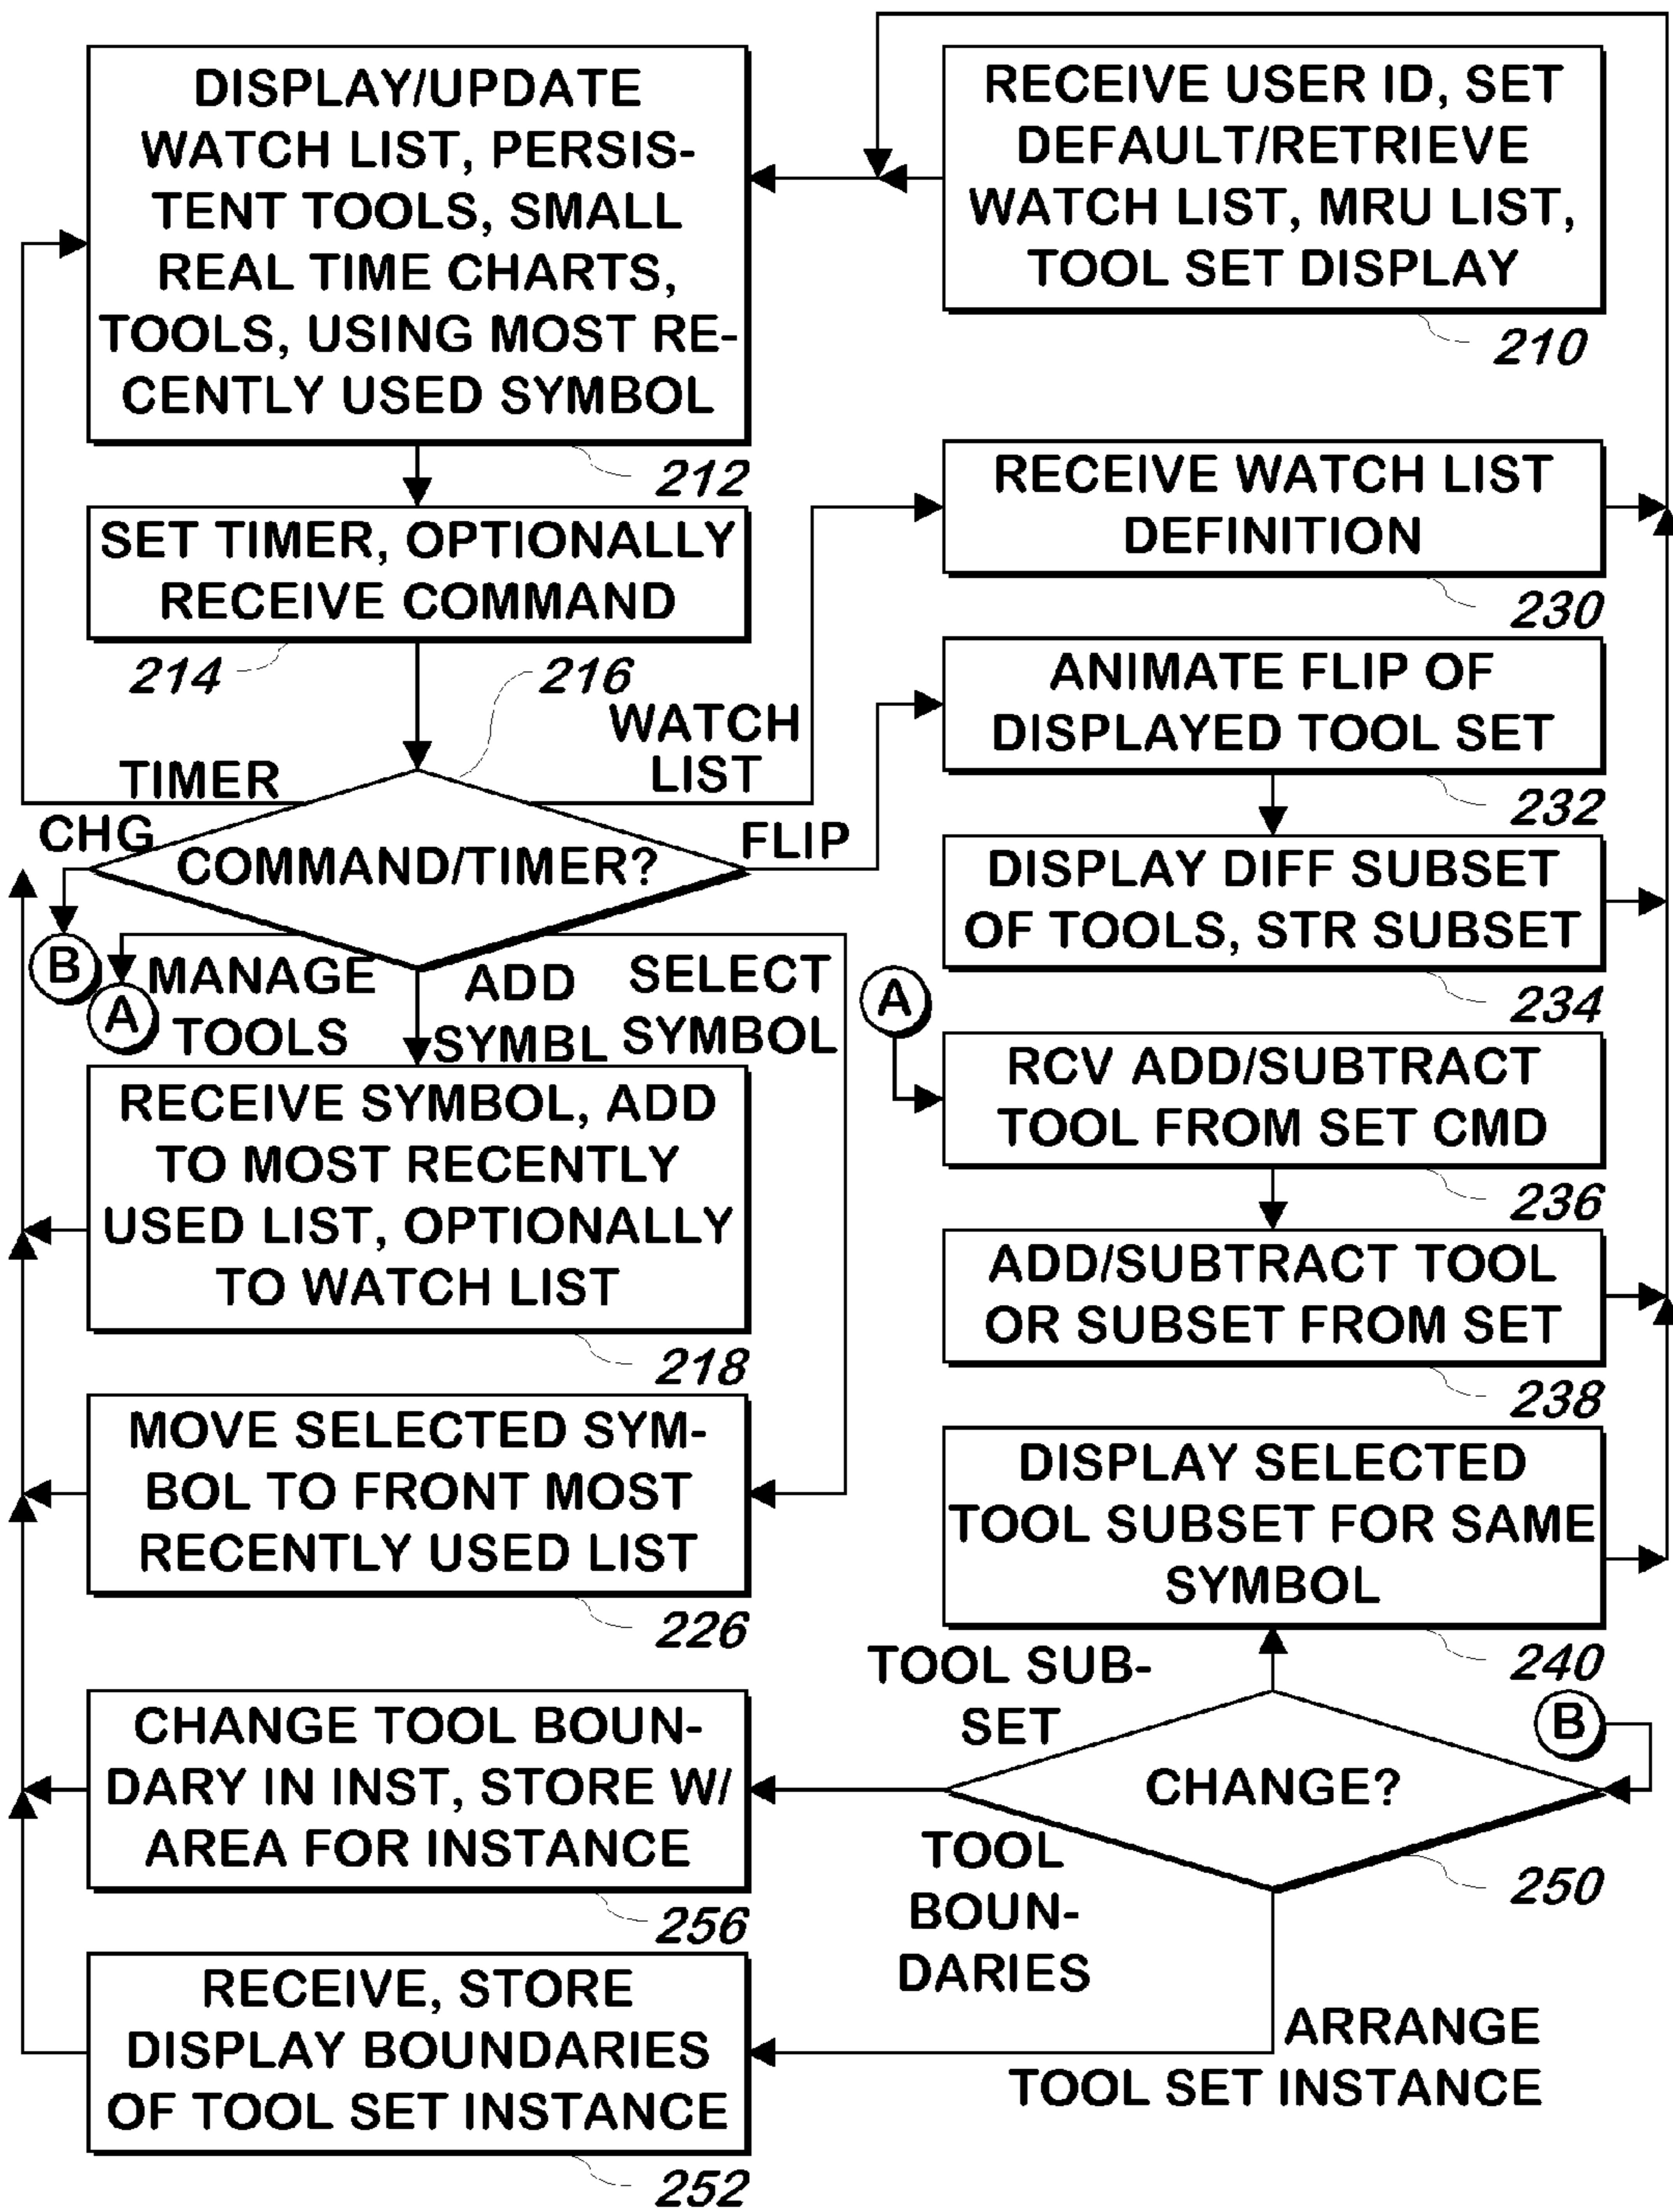 DISPLAY/UPDATE
WATCH LIST, PERSIS-
TENT TOOLS, SMALL
REAL TIME CHARTS,
TOOLS, USING MOST RE-
CENTLY USED SYMBOL
212
RECEIVE USER ID, SET
DEFAULT/RETRIEVE
WATCH LIST, MRU LIST,
TOOL SET DISPLAY
210
SET TIMER, OPTIONALLY
RECEIVE COMMAND
214
216
RECEIVE WATCH LIST
DEFINITION
230
WATCH
LIST
TIMER
CHG
COMMAND/TIMER?
FLIP
ANIMATE FLIP OF
DISPLAYED TOOL SET
232
DISPLAY DIFF SUBSET
OF TOOLS, STR SUBSET
234
B
A
MANAGE
TOOLS
ADD
SYMBL
SELECT
SYMBOL
A
RECEIVE SYMBOL, ADD
TO MOST RECENTLY
USED LIST, OPTIONALLY
TO WATCH LIST
218
RCV ADD/SUBTRACT
TOOL FROM SET CMD
236
ADD/SUBTRACT TOOL
OR SUBSET FROM SET
238
MOVE SELECTED SYM-
BOL TO FRONT MOST
RECENTLY USED LIST
226
DISPLAY SELECTED
TOOL SUBSET FOR SAME
SYMBOL
240
TOOL SUB-
SET
B
CHANGE?
250
CHANGE TOOL BOUN-
DARY IN INST, STORE W/
AREA FOR INSTANCE
256
TOOL
BOUN-
DARIES
RECEIVE, STORE
DISPLAY BOUNDARIES
OF TOOL SET INSTANCE
252
ARRANGE
TOOL SET INSTANCE